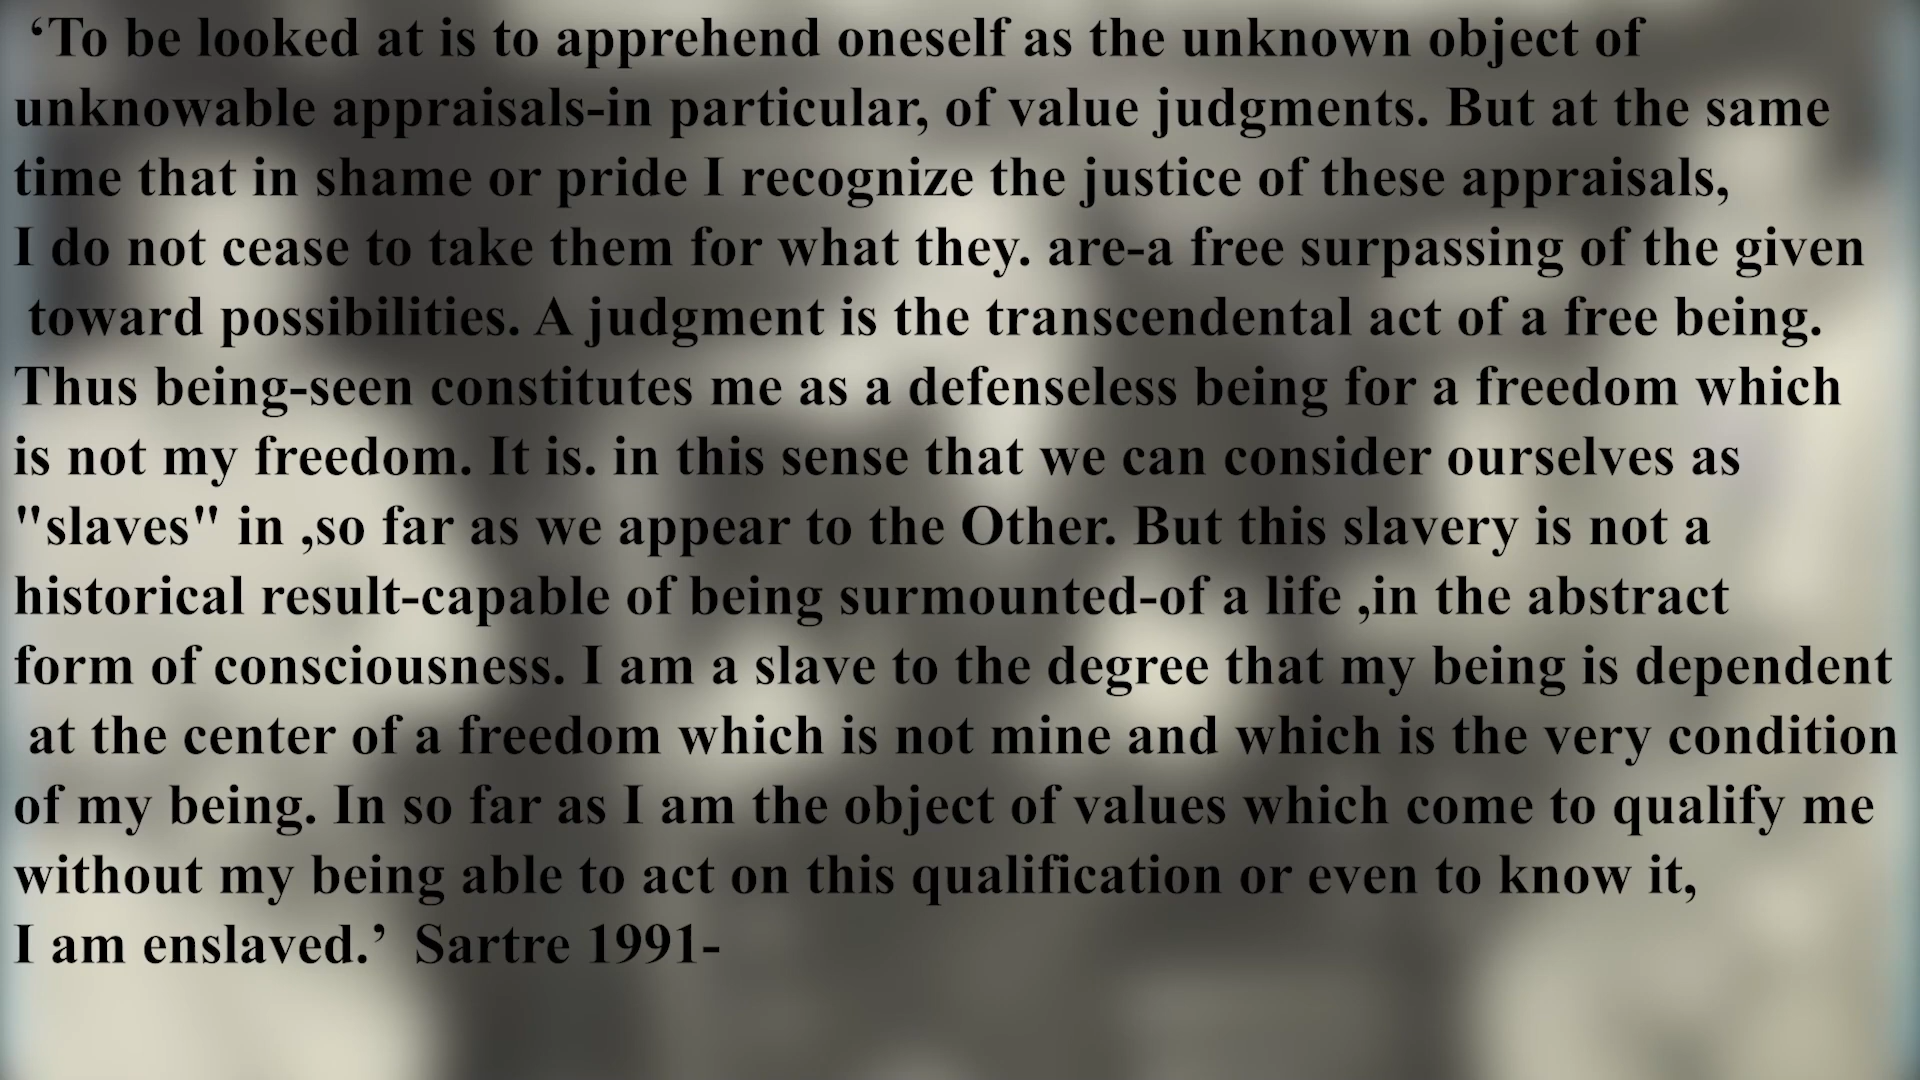 ‘To be looked at is to apprehend oneself as the unknown object of
unknowable appraisals-in particular, of value judgments. But at the same
time that in shame or pride I recognize the justice of these appraisals,
I do not cease to take them for what they. are-a free surpassing of the given
toward possibilities. A judgment is the transcendental act of a free being.
Thus being-seen constitutes me as a defenseless being for a freedom which
is not my freedom. It is. in this sense that we can consider ourselves as
"slaves" in ,so far as we appear to the Other. But this slavery is not a
historical result-capable of being surmounted-of a life ,in the abstract
form of consciousness. I am a slave to the degree that my being is dependent
at the center of a freedom which is not mine and which is the very condition
of my being. In so far as I am the object of values which come to qualify me
without my being able to act on this qualification or even to know it,
I am enslaved.’ Sartre 1991-